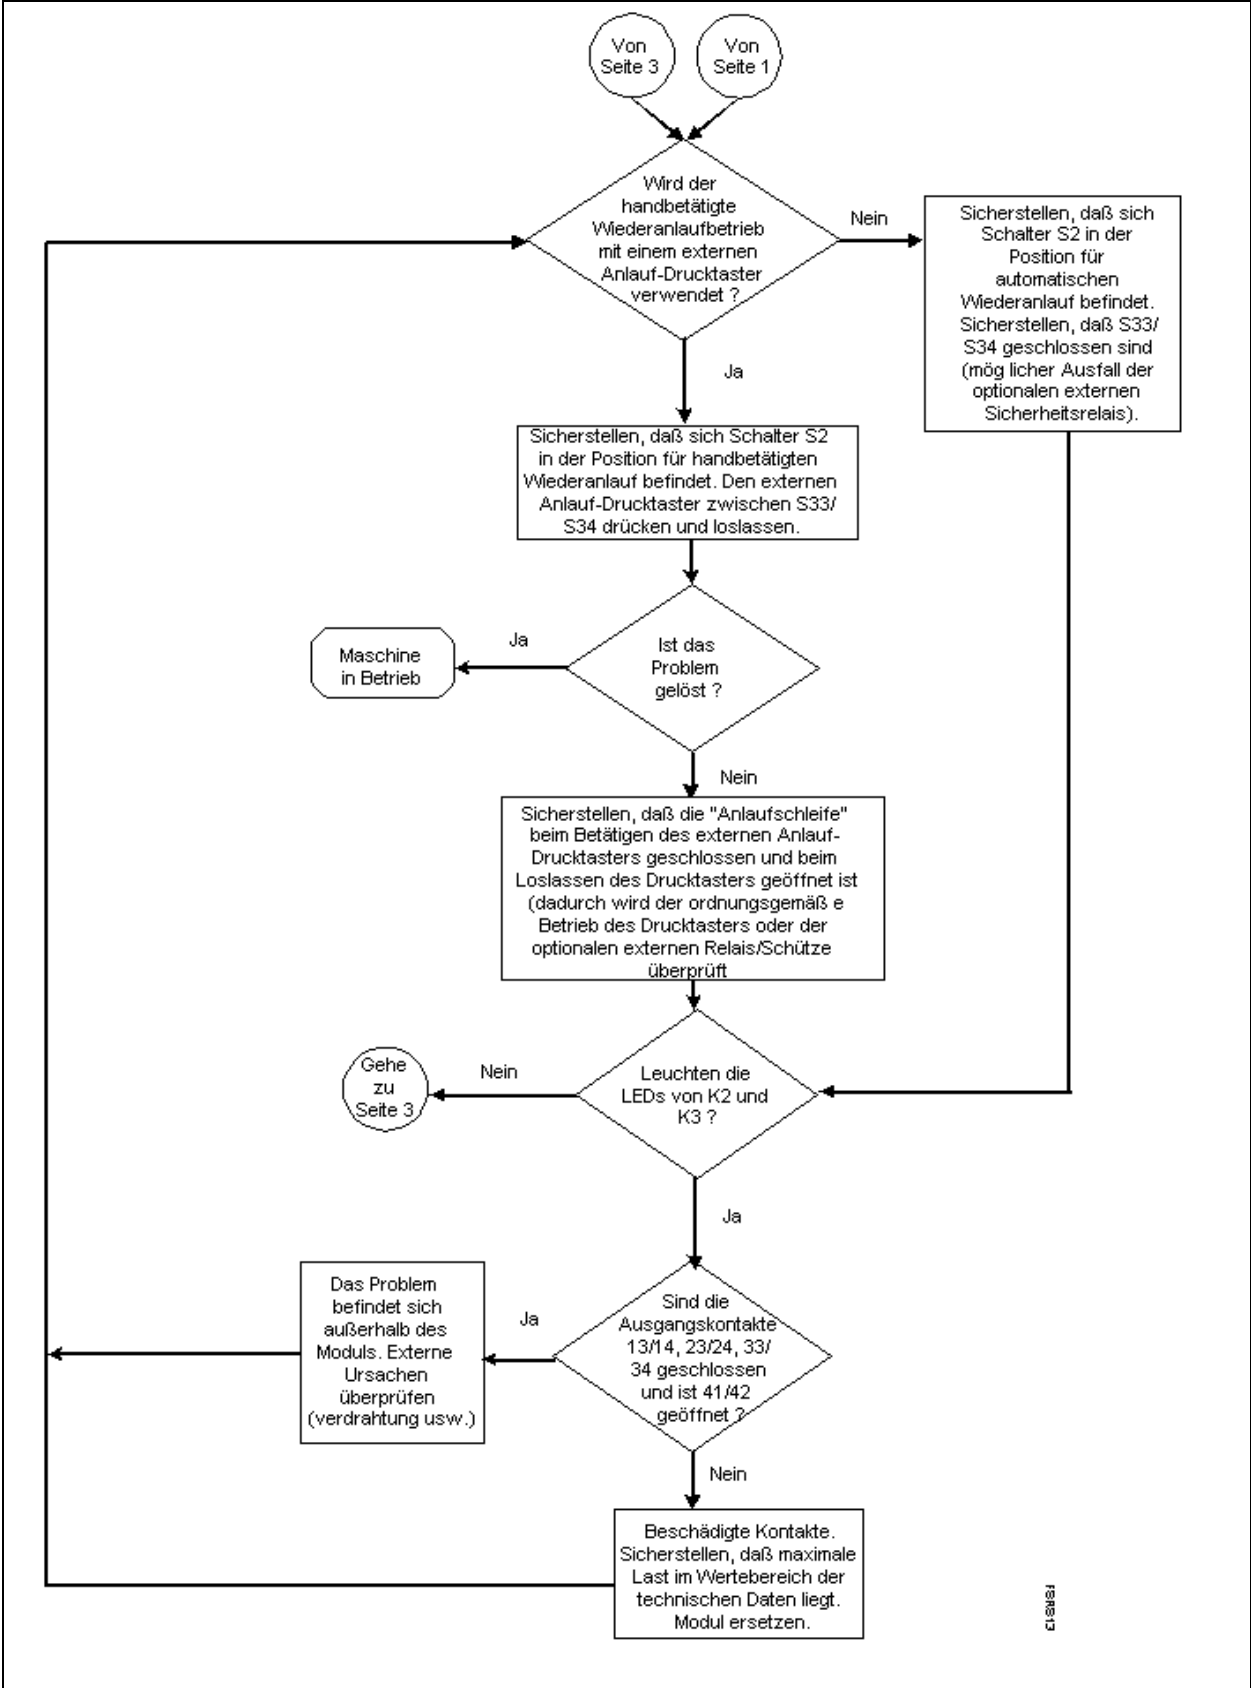 Von
Seite 3
Von
Seite 1
Wird der
handbetätigte
Wiederanlaufbetrieb
mit einem externen
Anlauf-Drucktaster
verwendet ?
Nein
Sicherstellen, daß sich
Schalter S2 in der
Position für
automatischen
Wiederanlauf befindet.
Sicherstellen, daß S33/
S34 geschlossen sind
(mög licher Ausfall der
optionalen externen
Sicherheitsrelais).
Ja
Sicherstellen, daß sich Schalter S2
in der Position für handbetätigten
Wiederanlauf befindet. Den externen
Anlauf-Drucktaster zwischen S33/
S34 drücken und loslassen.
Ist das
Problem
gelöst ?
Ja
Maschine
in Betrieb
Nein
Sicherstellen, daß die "Anlaufschleife"
beim Betätigen des externen Anlauf-
Drucktasters geschlossen und beim
Loslassen des Drucktasters geöffnet ist
(dadurch wird der ordnungsgemäß e
Betrieb des Drucktasters oder der
optionalen externen Relais/Schütze
überprüft
Leuchten die
LEDs von K2 und
K3 ?
Nein
Gehe
zu
Seite 3
Ja
Sind die
Ausgangskontakte
13/14, 23/24, 33/
34 geschlossen
und ist 41/42
geöffnet ?
Ja
Das Problem
befindet sich
außerhalb des
Moduls. Externe
Ursachen
überprüfen
(verdrahtung usw.)
Nein
Beschädigte Kontakte.
Sicherstellen, daß maximale
Last im Wertebereich der
technischen Daten liegt.
Modul ersetzen.